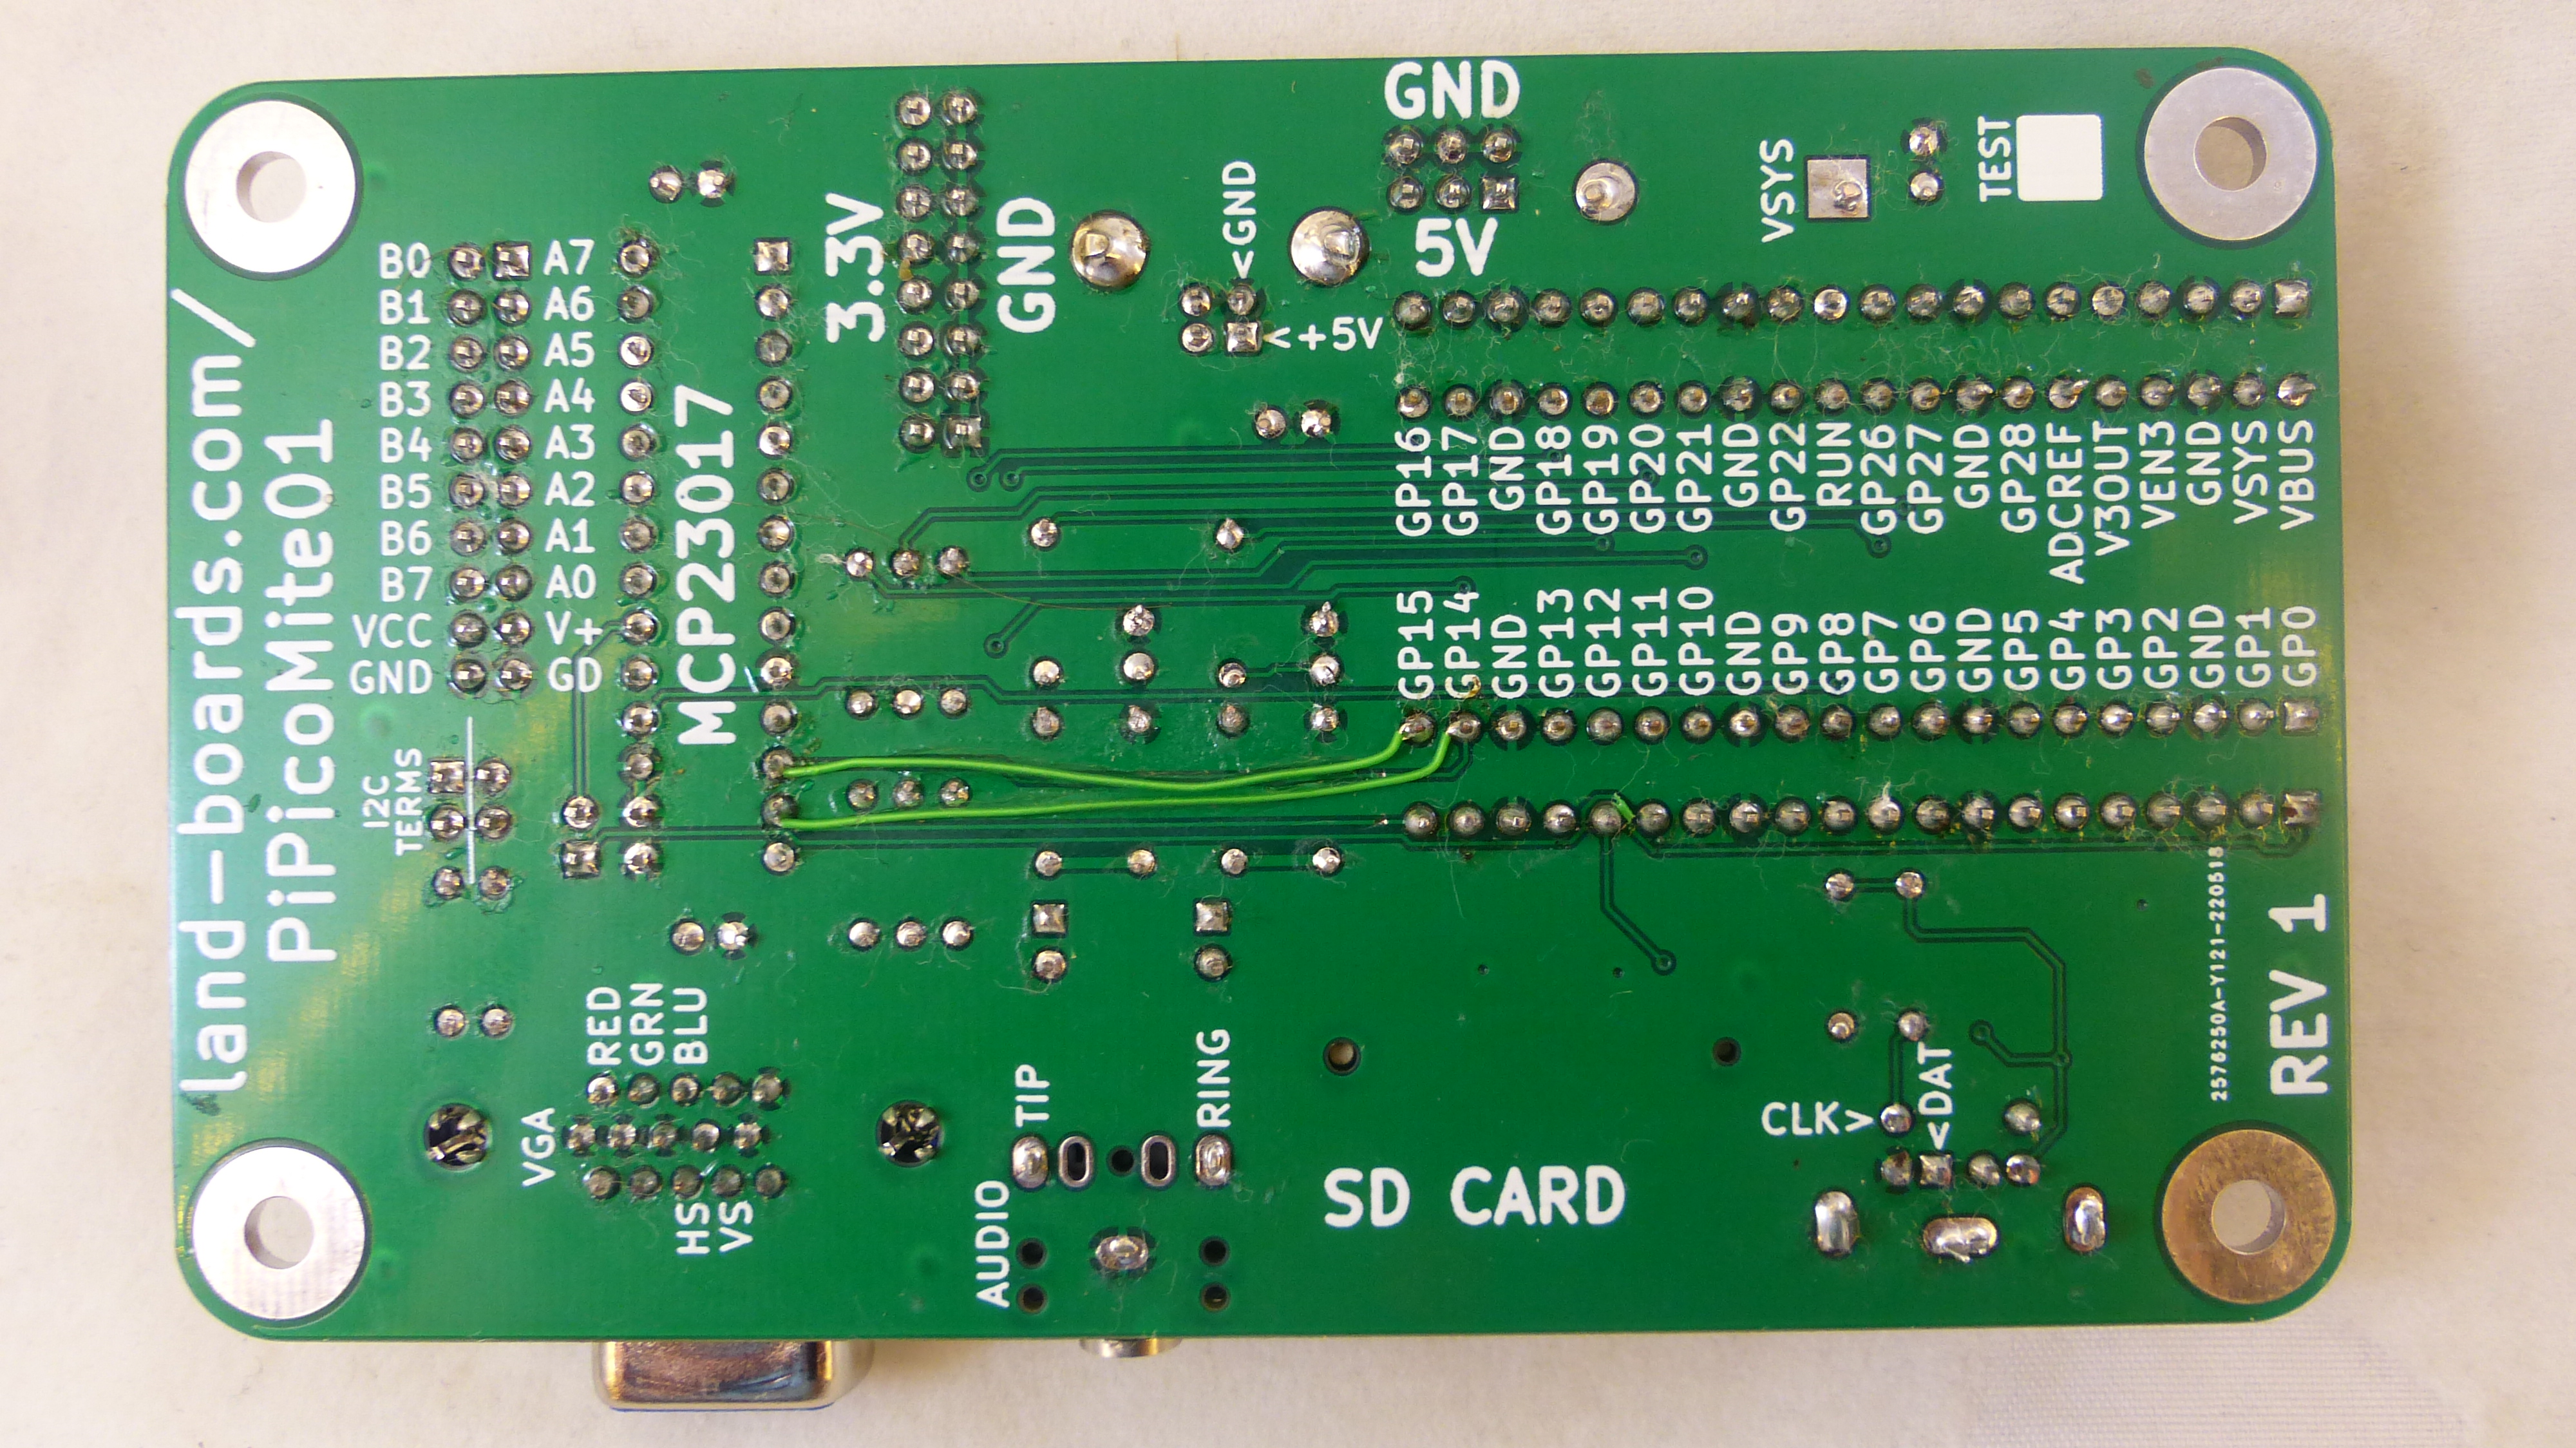 land-boards.com/
PiPicoMite01
B0 A7
B1 A6
B2 A5
B3 A4
B4 A3
B5 A2
B6 A1
B7 A0
VCC V+
GND GD
I2C
TERMS
MCP23017
3.3V
GND
<GND
<+5V
GND
5V
VSYS
TEST
GP16
GP17
GND
GP18
GP19
GP20
GP21
GND
GP22
RUN
GP26
GP27
GND
GP28
ADCREF
V3OUT
VEN3
GND
VSYS
VBUS
GP15
GP14
GND
GP13
GP12
GP11
GP10
GND
GP9
GP8
GP7
GP6
GND
GP5
GP4
GP3
GP2
GND
GP1
GP0
RED
GRN
BLU
VGA
HS
VS
TIP
RING
AUDIO
SD CARD
CLK>
<DAT
2576250A-Y121-220518
REV 1